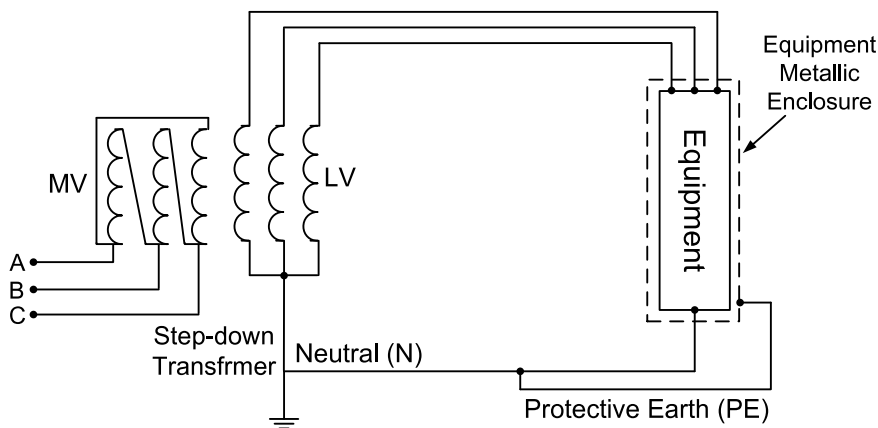 Equipment
Metallic
Enclosure
Equipment
MV
LV
A
B
C
Step-down
Transfrmer
Neutral (N)
Protective Earth (PE)